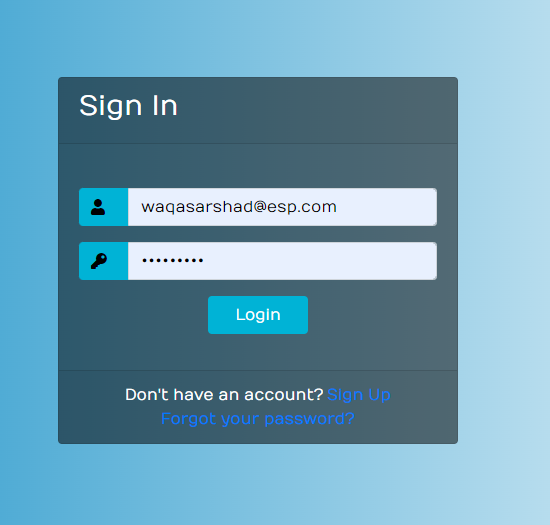 Sign In
waqasarshad@esp.com
•••••••••
Login
Don't have an account? Sign Up
Forgot your password?